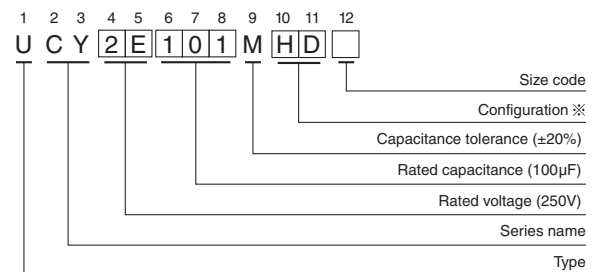 1 2 3 4 5 6 7 8 9 10 11 12
U C Y 2 E 1 0 1 M H D
Size code
Configuration ※
Capacitance tolerance (±20%)
Rated capacitance (100µF)
Rated voltage (250V)
Series name
Type